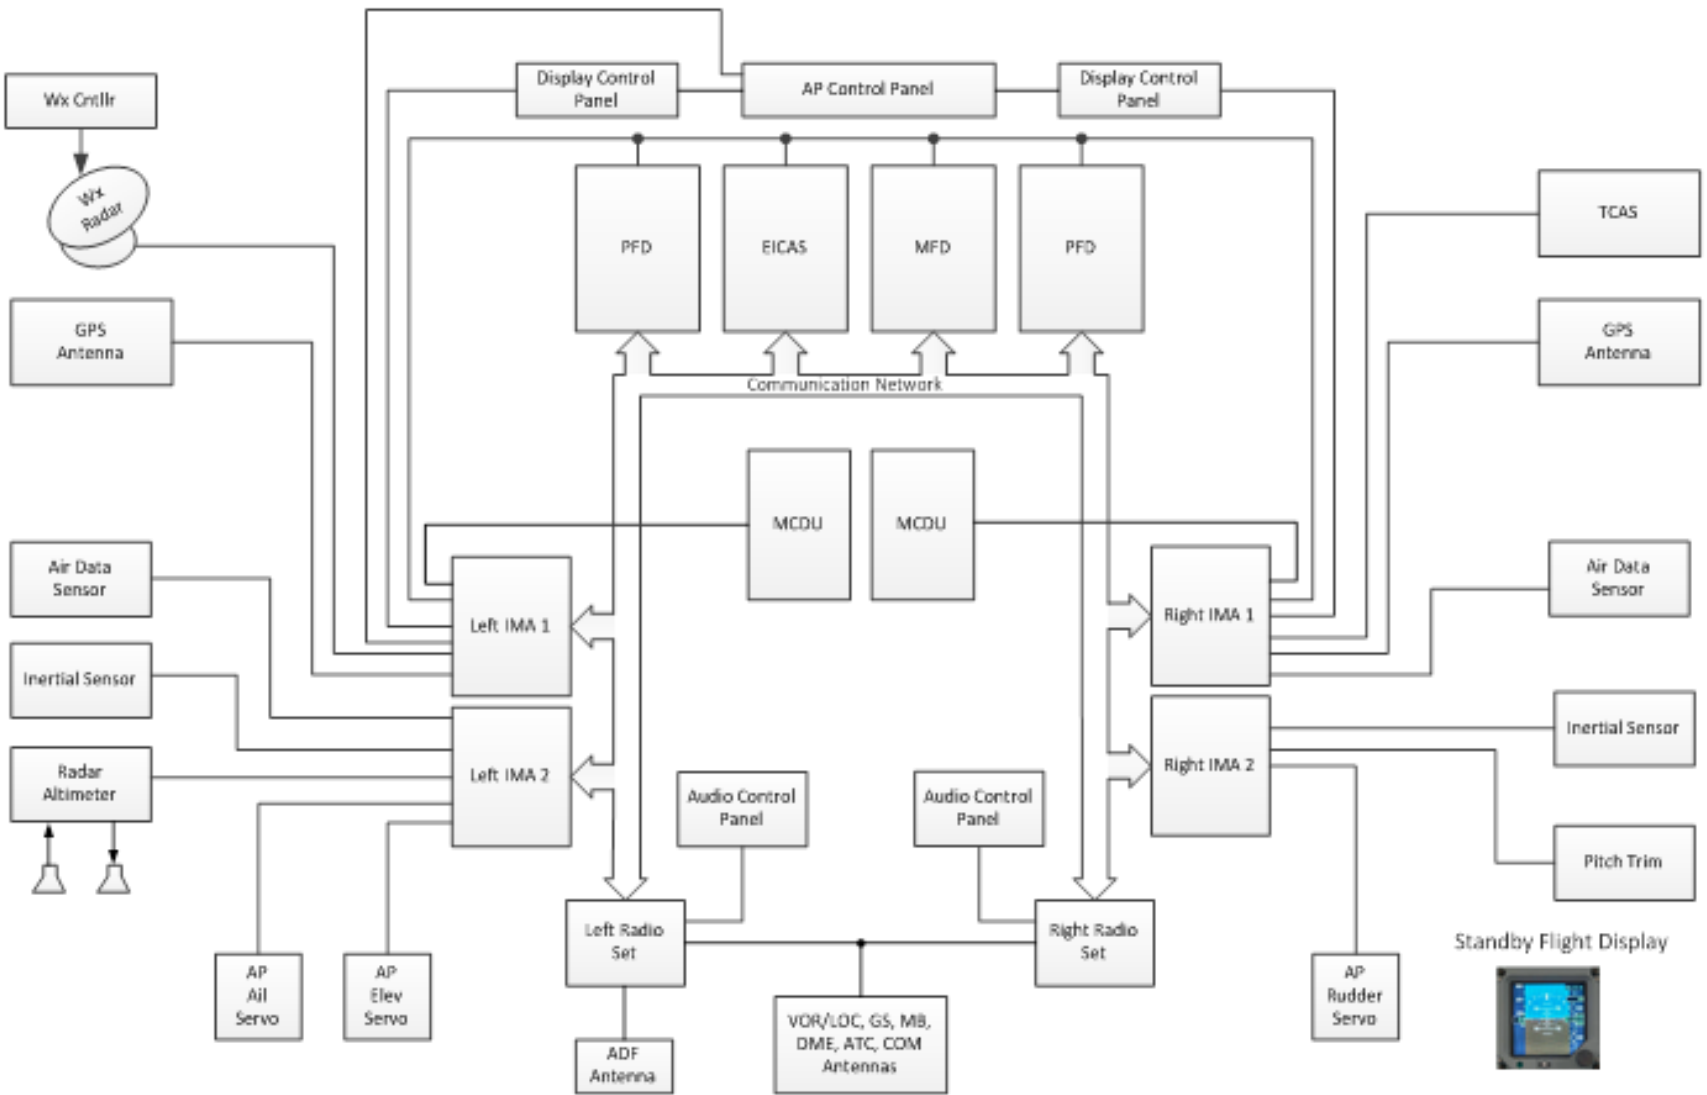 Display Control
Panel
AP Control Panel
Display Control
Panel
Wx Cntllr
Wx
Radar
TCAS
PFD
EICAS
MFD
PFD
GPS
Antenna
GPS
Antenna
Communication Network
MCDU
MCDU
Air Data
Sensor
Air Data
Sensor
Left IMA 1
Right IMA 1
Inertial Sensor
Inertial Sensor
Radar
Altimeter
Left IMA 2
Right IMA 2
Audio Control
Panel
Audio Control
Panel
Pitch Trim
Left Radio
Set
Right Radio
Set
Standby Flight Display
AP
Ail
Servo
AP
Elev
Servo
AP
Rudder
Servo
VOR/LOC, GS, MB,
DME, ATC, COM
Antennas
ADF
Antenna